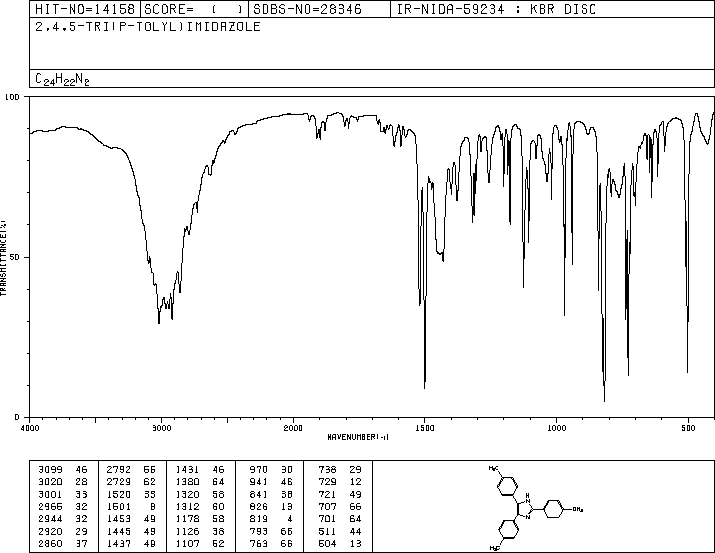 HIT-NO=14158 SCORE= ( ) SDBS-NO=28346 IR-NIDA-59234 : KBR DISC
2,4,5-TRI(P-TOLYL)IMIDAZOLE
C24H22N2
100
50
0
TRANSMITTANCE(%)
4000 3000 2000 1500 1000 500
WAVENUMBER(-1)
3099 46 2792 66 1431 46 970 30 738 29
3020 28 2729 62 1380 64 941 46 729 12
3001 33 1520 35 1320 58 841 38 721 49
2966 32 1501 8 1312 60 826 13 707 66
2944 32 1453 49 1178 58 819 4 701 64
2920 29 1445 49 1126 38 793 66 511 44
2860 37 1437 49 1107 52 763 66 504 13
H3C
H
N
N
CH3
H3C